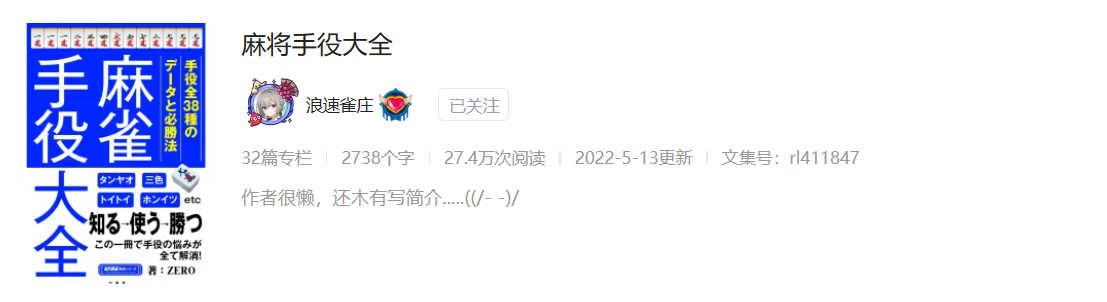 麻雀
手役
大全
手役全38種の
データと必勝法
タンヤオ 三色
トイトイ ホンイツ etc
知る→使う→勝つ
この一冊で手役の悩みが
全て解消!
著:ZERO
麻将手役大全
浪速雀庄 已关注
32篇专栏 2738个字 27.4万次阅读 2022-5-13更新 文集号:rl411847
作者很懒，还木有写简介.....((/- -)/